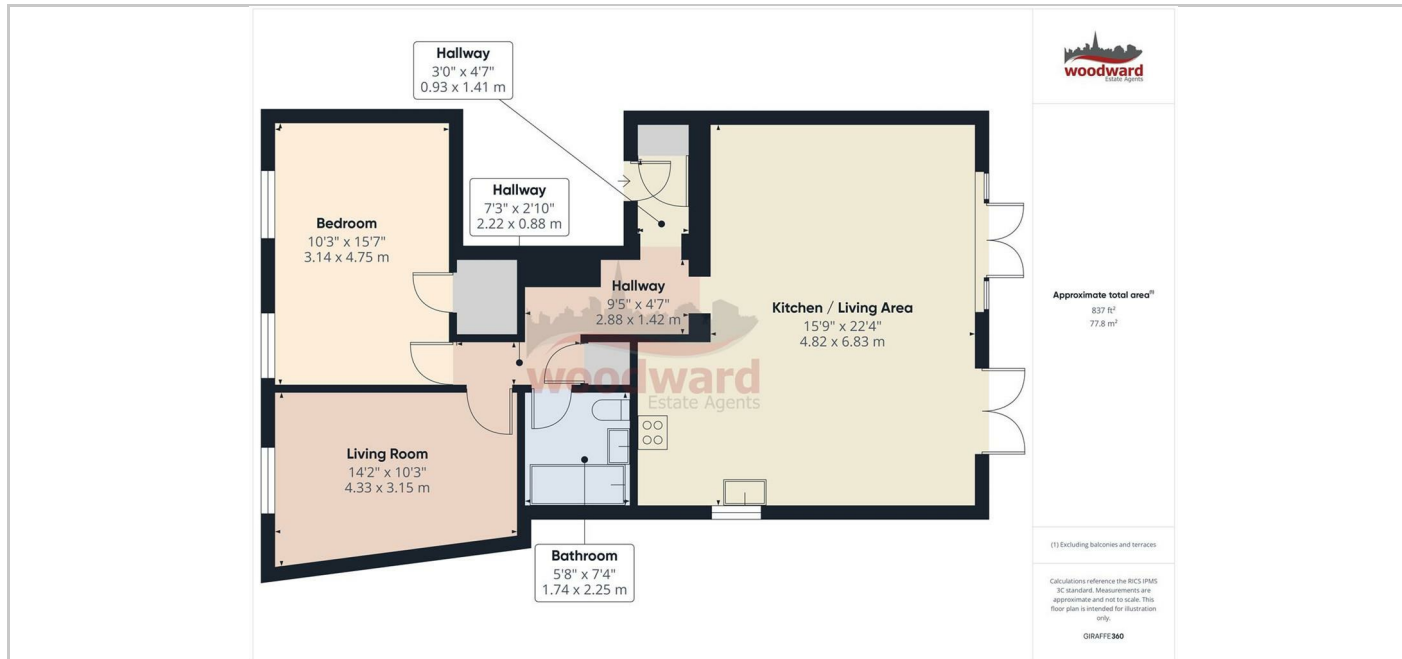 Hallway
3'0" x 4'7"
0.93 x 1.41 m
Hallway
7'3" x 2'10"
2.22 x 0.88 m
Bedroom
10'3" x 15'7"
3.14 x 4.75 m
Hallway
9'5" x 4'7"
2.88 x 1.42 m
Kitchen / Living Area
15'9" x 22'4"
4.82 x 6.83 m
woodward
Estate Agents
Living Room
14'2" x 10'3"
4.33 x 3.15 m
Bathroom
5'8" x 7'4"
1.74 x 2.25 m
woodward
Estate Agents
Approximate total area⁽¹⁾
837 ft²
77.8 m²
(1) Excluding balconies and terraces
Calculations reference the RICS IPMS
3C standard. Measurements are
approximate and not to scale. This
floor plan is intended for illustration
only.
GIRAFFE360